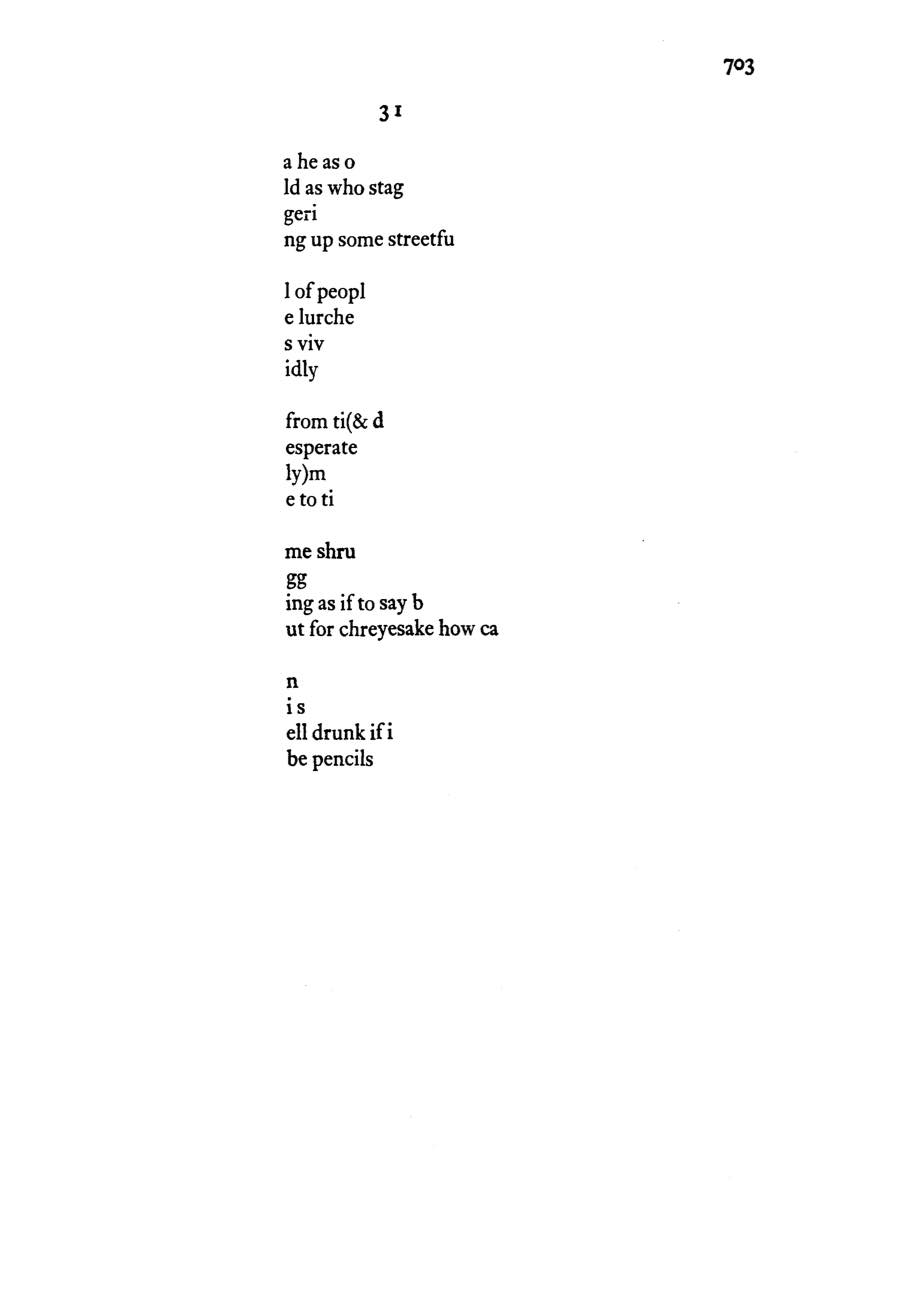 703
31
a he as o
ld as who stag
geri
ng up some streetfu
l of peopl
e lurche
s viv
idly
from ti(& d
esperate
ly)m
e to ti
me shru
gg
ing as if to say b
ut for chreyesake how ca
n
i s
ell drunk if i
be pencils